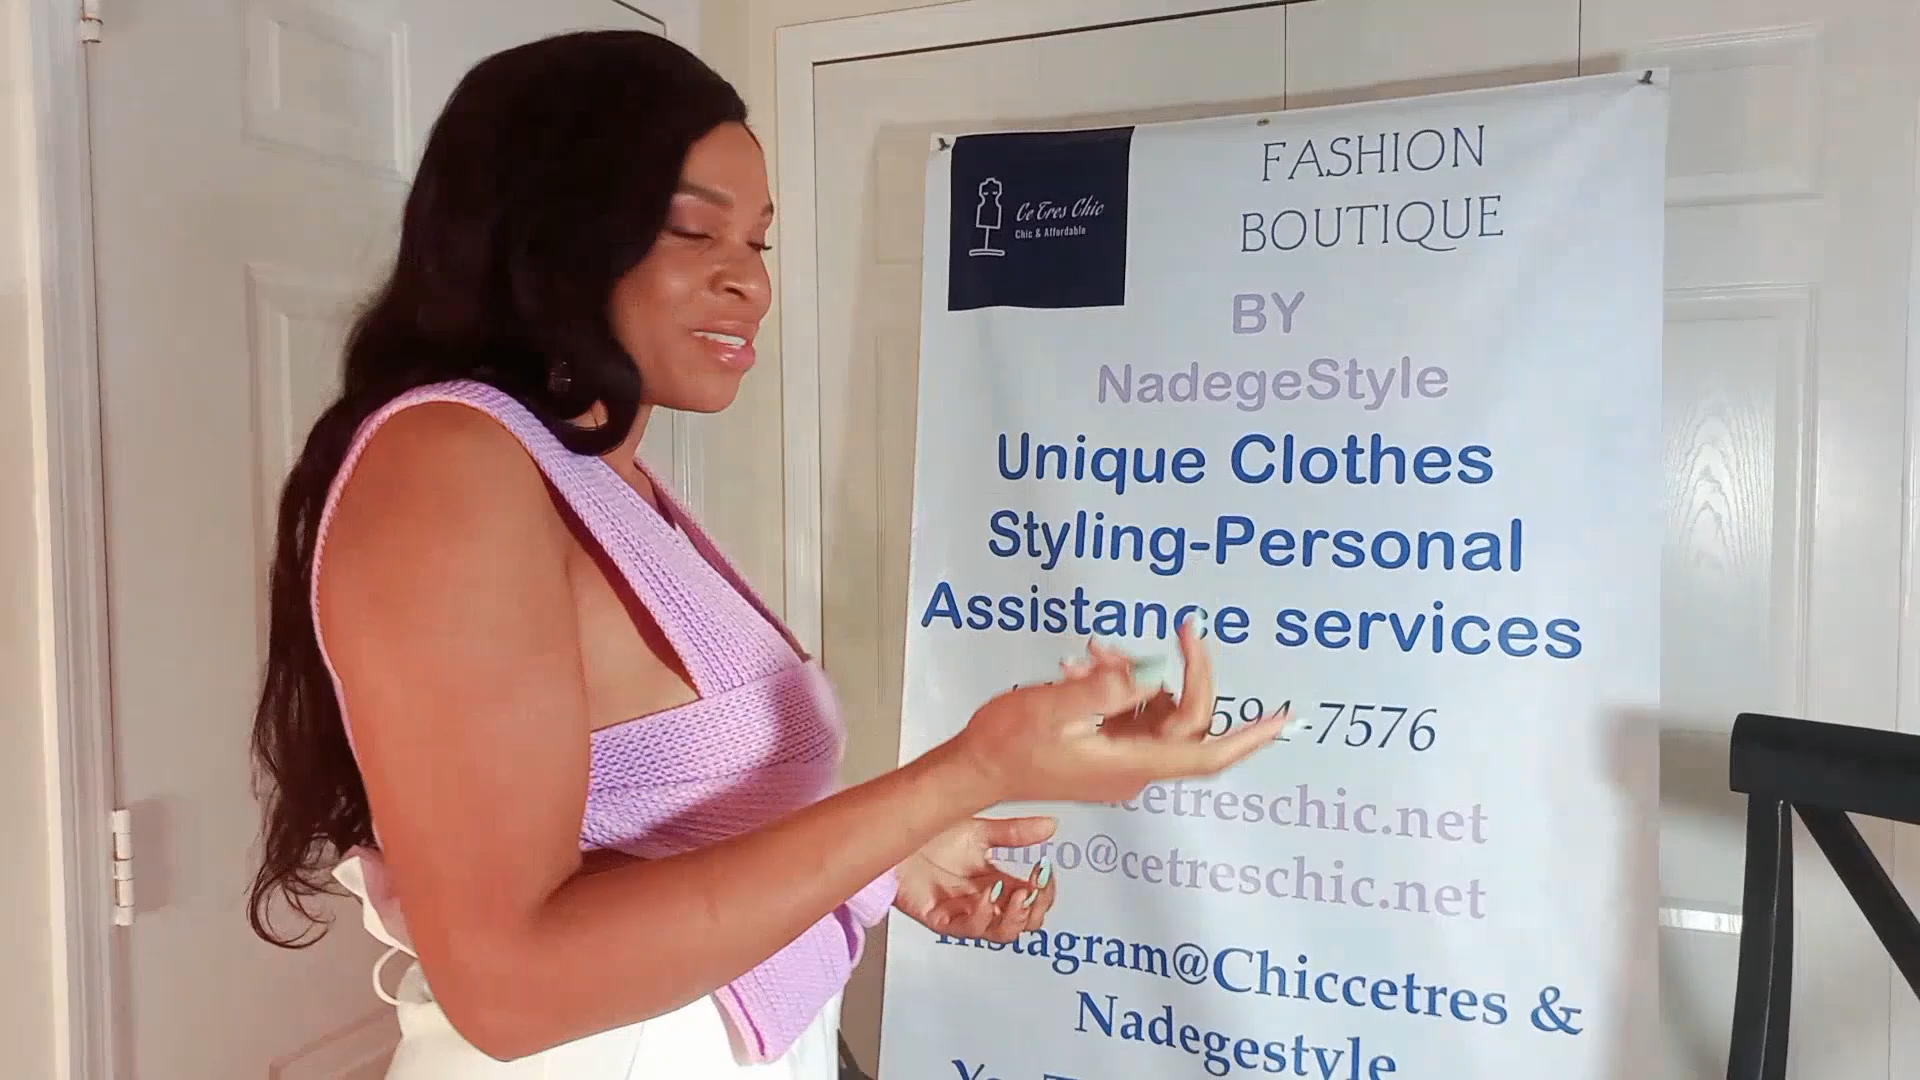 Ce Tres Chic
Chic & Affordable
FASHION
BOUTIQUE
BY
NadegeStyle
Unique Clothes
Styling-Personal
Assistance services
594-7576
cetreschic.net
info@cetreschic.net
Instagram@Chiccetres &
Nadegestyle